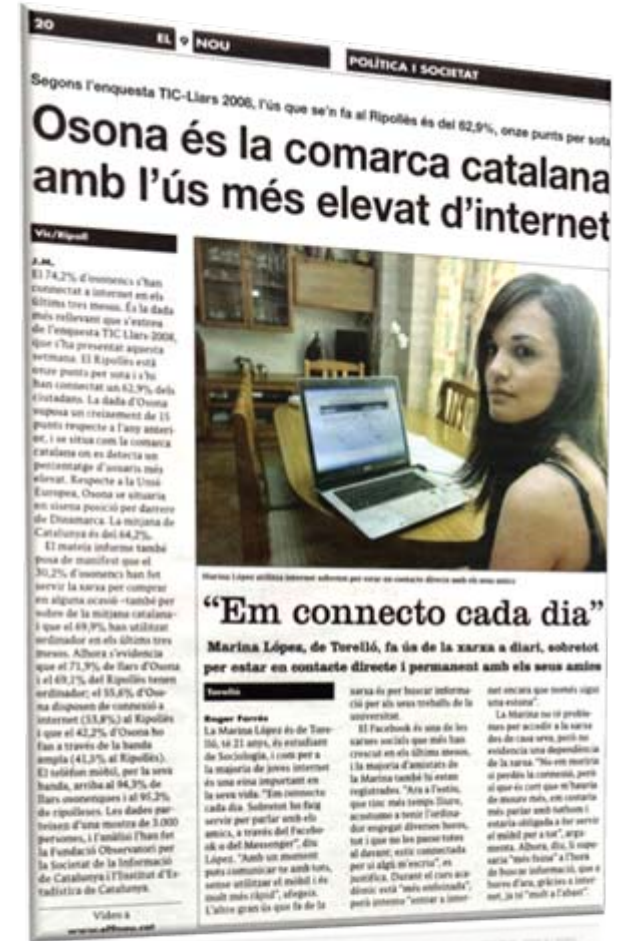 20
EL 9 NOU
POLÍTICA I SOCIETAT
Segons l'enquesta TIC-Llars 2008, l'ús que se'n fa al Ripollès és del 62,9%, onze punts per sota
Osona és la comarca catalana
amb l'ús més elevat d'internet
Vic/Ripoll
J.M.
El 74,2% d'osonencs s'han
connectat a internet en els
últims tres mesos. És la dada
més rellevant que s'extreu
de l'enquesta TIC Llars 2008,
que s'ha presentat aquesta
setmana. El Ripollès està
onze punts per sota i s'hi
han connectat un 62,9% dels
ciutadans. La dada d'Osona
suposa un creixement de 15
punts respecte a l'any anteri-
or, i se situa com la comarca
catalana on es detecta un
percentatge d'usuaris més
elevat. Respecte a la Unió
Europea, Osona se situaria
en sisena posició per darrere
de Dinamarca. La mitjana de
Catalunya és del 64,2%.
El mateix informe també
posa de manifest que el
30,2% d'osonencs han fet
servir la xarxa per comprar
en alguna ocasió –també per
sobre de la mitjana catalana–
i que el 69,9% han utilitzat
ordinador en els últims tres
mesos. Alhora s'evidencia
que el 71,9% de llars d'Osona
i el 69,1% del Ripollès tenen
ordinador; el 55,6% d'Oso-
na disposen de connexió a
internet (53,8%) al Ripollès
i que el 42,2% d'Osona ho
fan a través de la banda
ampla (41,5% al Ripollès).
El telèfon mòbil, per la seva
banda, arriba al 94,3% de
llars osonenques i al 95,2%
de ripolleses. Les dades par-
teixen d'una mostra de 3.000
persones, i l'anàlisi l'han fet
la Fundació Observatori per
la Societat de la Informació
de Catalunya i l'Institut d'Es-
tadística de Catalunya.
Vídeo a
www.el9nou.cat
Marina López utilitza internet sobretot per estar en contacte directe amb els seus amics
“Em connecto cada dia”
Marina López, de Torelló, fa ús de la xarxa a diari, sobretot
per estar en contacte directe i permanent amb els seus amics
Torelló
Roger Forrés
La Marina López és de Tore-
lló, té 21 anys, és estudiant
de Sociologia, i com per a
la majoria de joves internet
és una eina important en
la seva vida. “Em connecto
cada dia. Sobretot ho faig
servir per parlar amb els
amics, a través del Facebo-
ok o del Messenger”, diu
López. “Amb un moment
puts comunicar-te amb tots,
sense utilitzar el mòbil i és
molt més ràpid”, afegeix.
L'altre gran ús que fa de la
xarxa és per buscar informa-
ció per als seus treballs de la
universitat.
El Facebook és una de les
xarxes socials que més han
crescut en els últims mesos,
i la majoria d'amistats de
la Marina també hi estan
registrades. “Ara a l'estiu,
que tinc més temps lliure,
acostumo a tenir l'ordina-
dor engegat diverses hores,
tot i que no les passo totes
al davant, estic connectada
per si algú m'escriu”, es
justifica. Durant el curs aca-
dèmic està “més enfeinada”,
però intenta “entrar a inter-
net encara que només sigui
una estona”.
La Marina no té proble-
mes per accedir a la xarxa
des de casa seva, però no
evidencia una dependència
de la xarxa. “No em moriria
si perdés la connexió, però
sí que és cert que m'hauria
de moure més, em costaria
més parlar amb tothom i
estaria obligada a fer servir
el mòbil per a tot”, argu-
menta. Alhora, diu, li supo-
saria “més feina” a l'hora
de buscar informació, que a
hores d'ara, gràcies a inter-
net, ja té “molt a l'abast”.